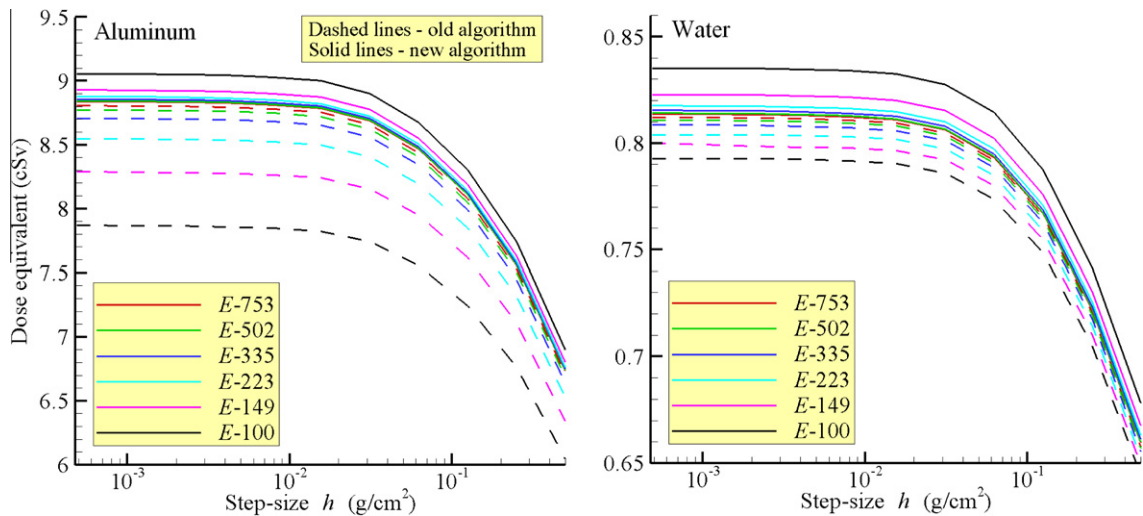 Aluminum
Dashed lines - old algorithm
Solid lines - new algorithm
Dose equivalent (cSv)
9.5
9
8.5
8
7.5
7
6.5
6
E-753
E-502
E-335
E-223
E-149
E-100
10⁻³
10⁻²
10⁻¹
Step-size h (g/cm²)
Water
0.85
0.8
0.75
0.7
0.65
E-753
E-502
E-335
E-223
E-149
E-100
10⁻³
10⁻²
10⁻¹
Step-size h (g/cm²)